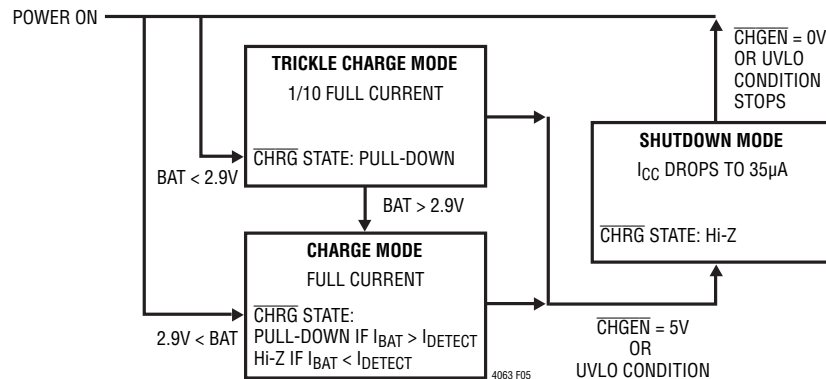 POWER ON
TRICKLE CHARGE MODE
1/10 FULL CURRENT
CHRG STATE: PULL-DOWN
BAT < 2.9V
BAT > 2.9V
CHARGE MODE
FULL CURRENT
CHRG STATE:
PULL-DOWN IF IBAT > IDETECT
Hi-Z IF IBAT < IDETECT
2.9V < BAT
4063 F05
CHGEN = 0V
OR UVLO
CONDITION
STOPS
SHUTDOWN MODE
ICC DROPS TO 35µA
CHRG STATE: Hi-Z
CHGEN = 5V
OR
UVLO CONDITION